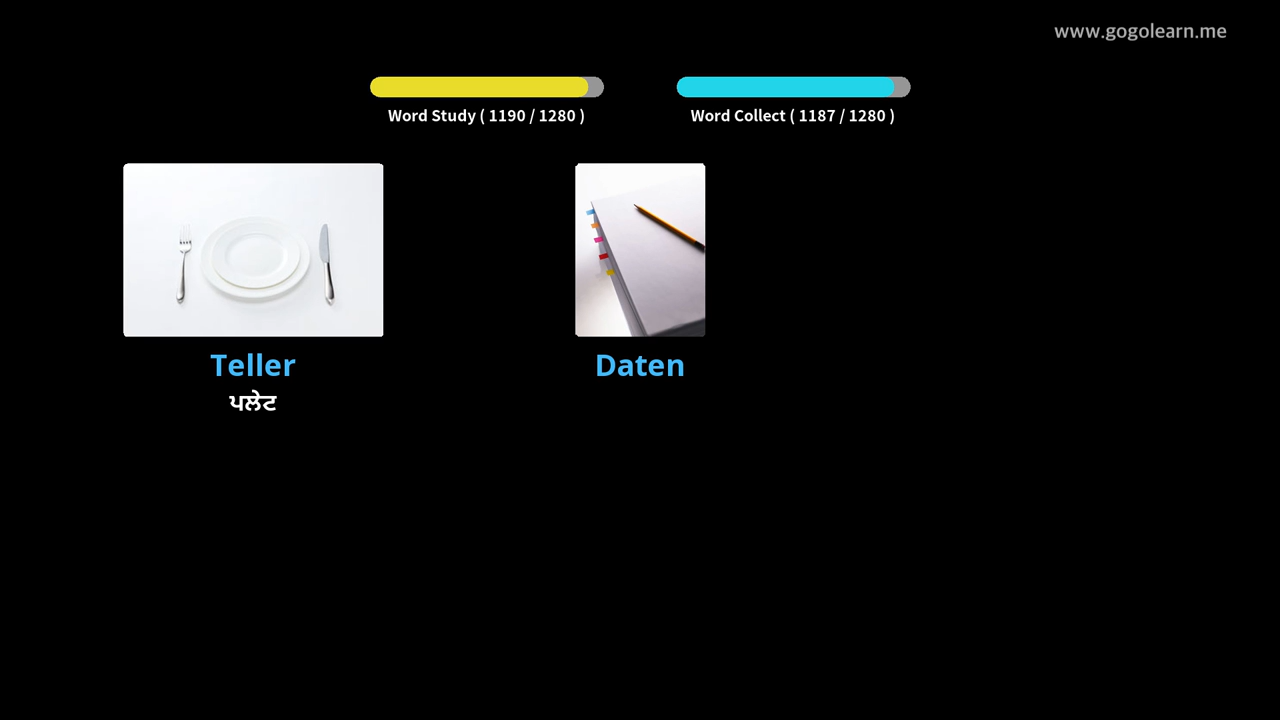 www.gogolearn.me
Word Study ( 1190 / 1280 )
Word Collect ( 1187 / 1280 )
Teller
ਪਲੇਟ
Daten